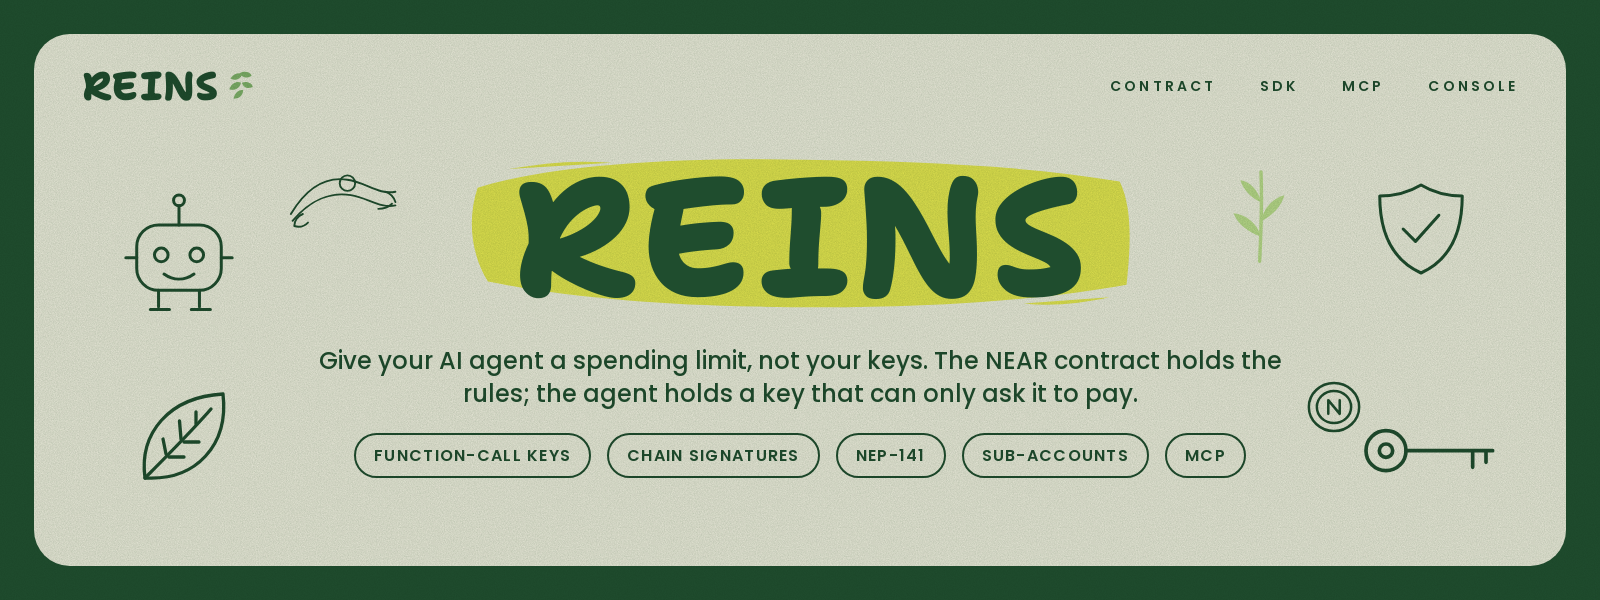 REINS
CONTRACT SDK MCP CONSOLE
REINS
Give your AI agent a spending limit, not your keys. The NEAR contract holds the
rules; the agent holds a key that can only ask it to pay.
N
FUNCTION-CALL KEYS CHAIN SIGNATURES NEP-141 SUB-ACCOUNTS MCP